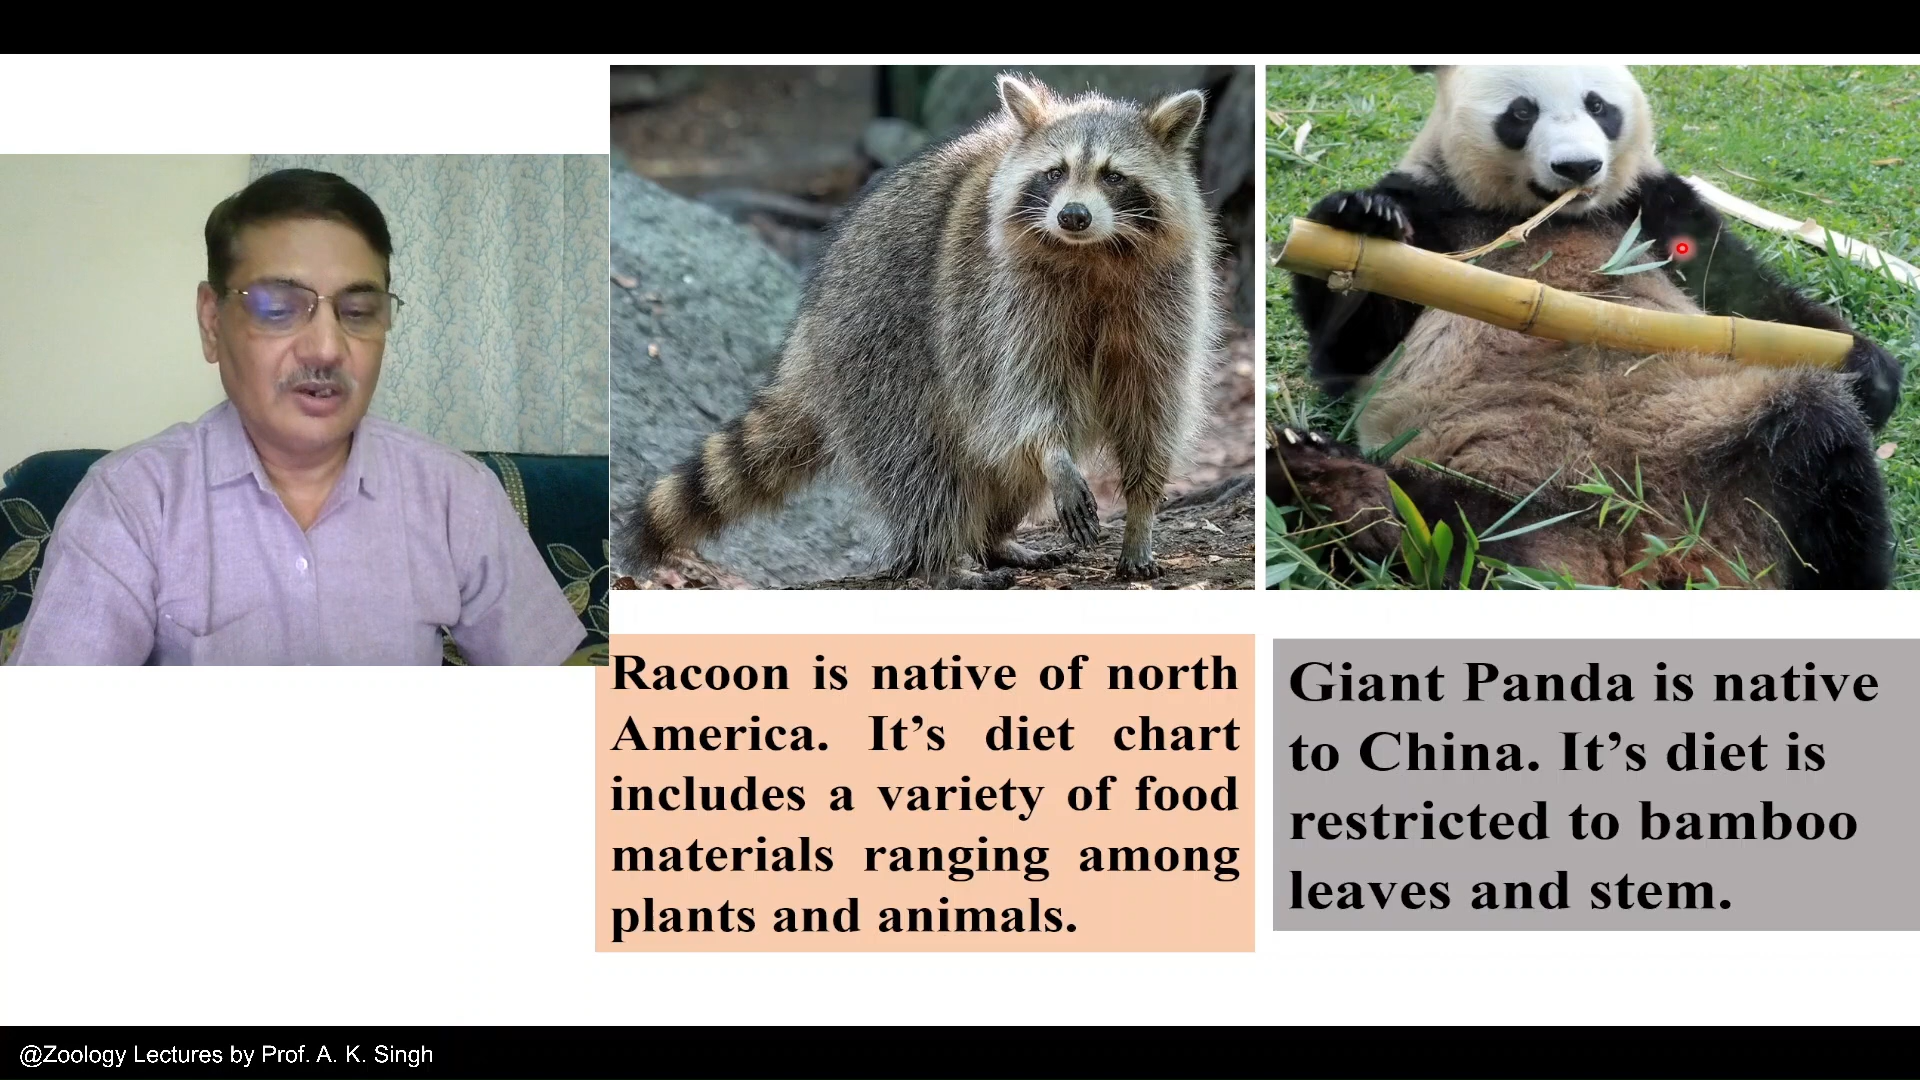 Racoon is native of north
America. It’s diet chart
includes a variety of food
materials ranging among
plants and animals.
Giant Panda is native
to China. It’s diet is
restricted to bamboo
leaves and stem.
@Zoology Lectures by Prof. A. K. Singh